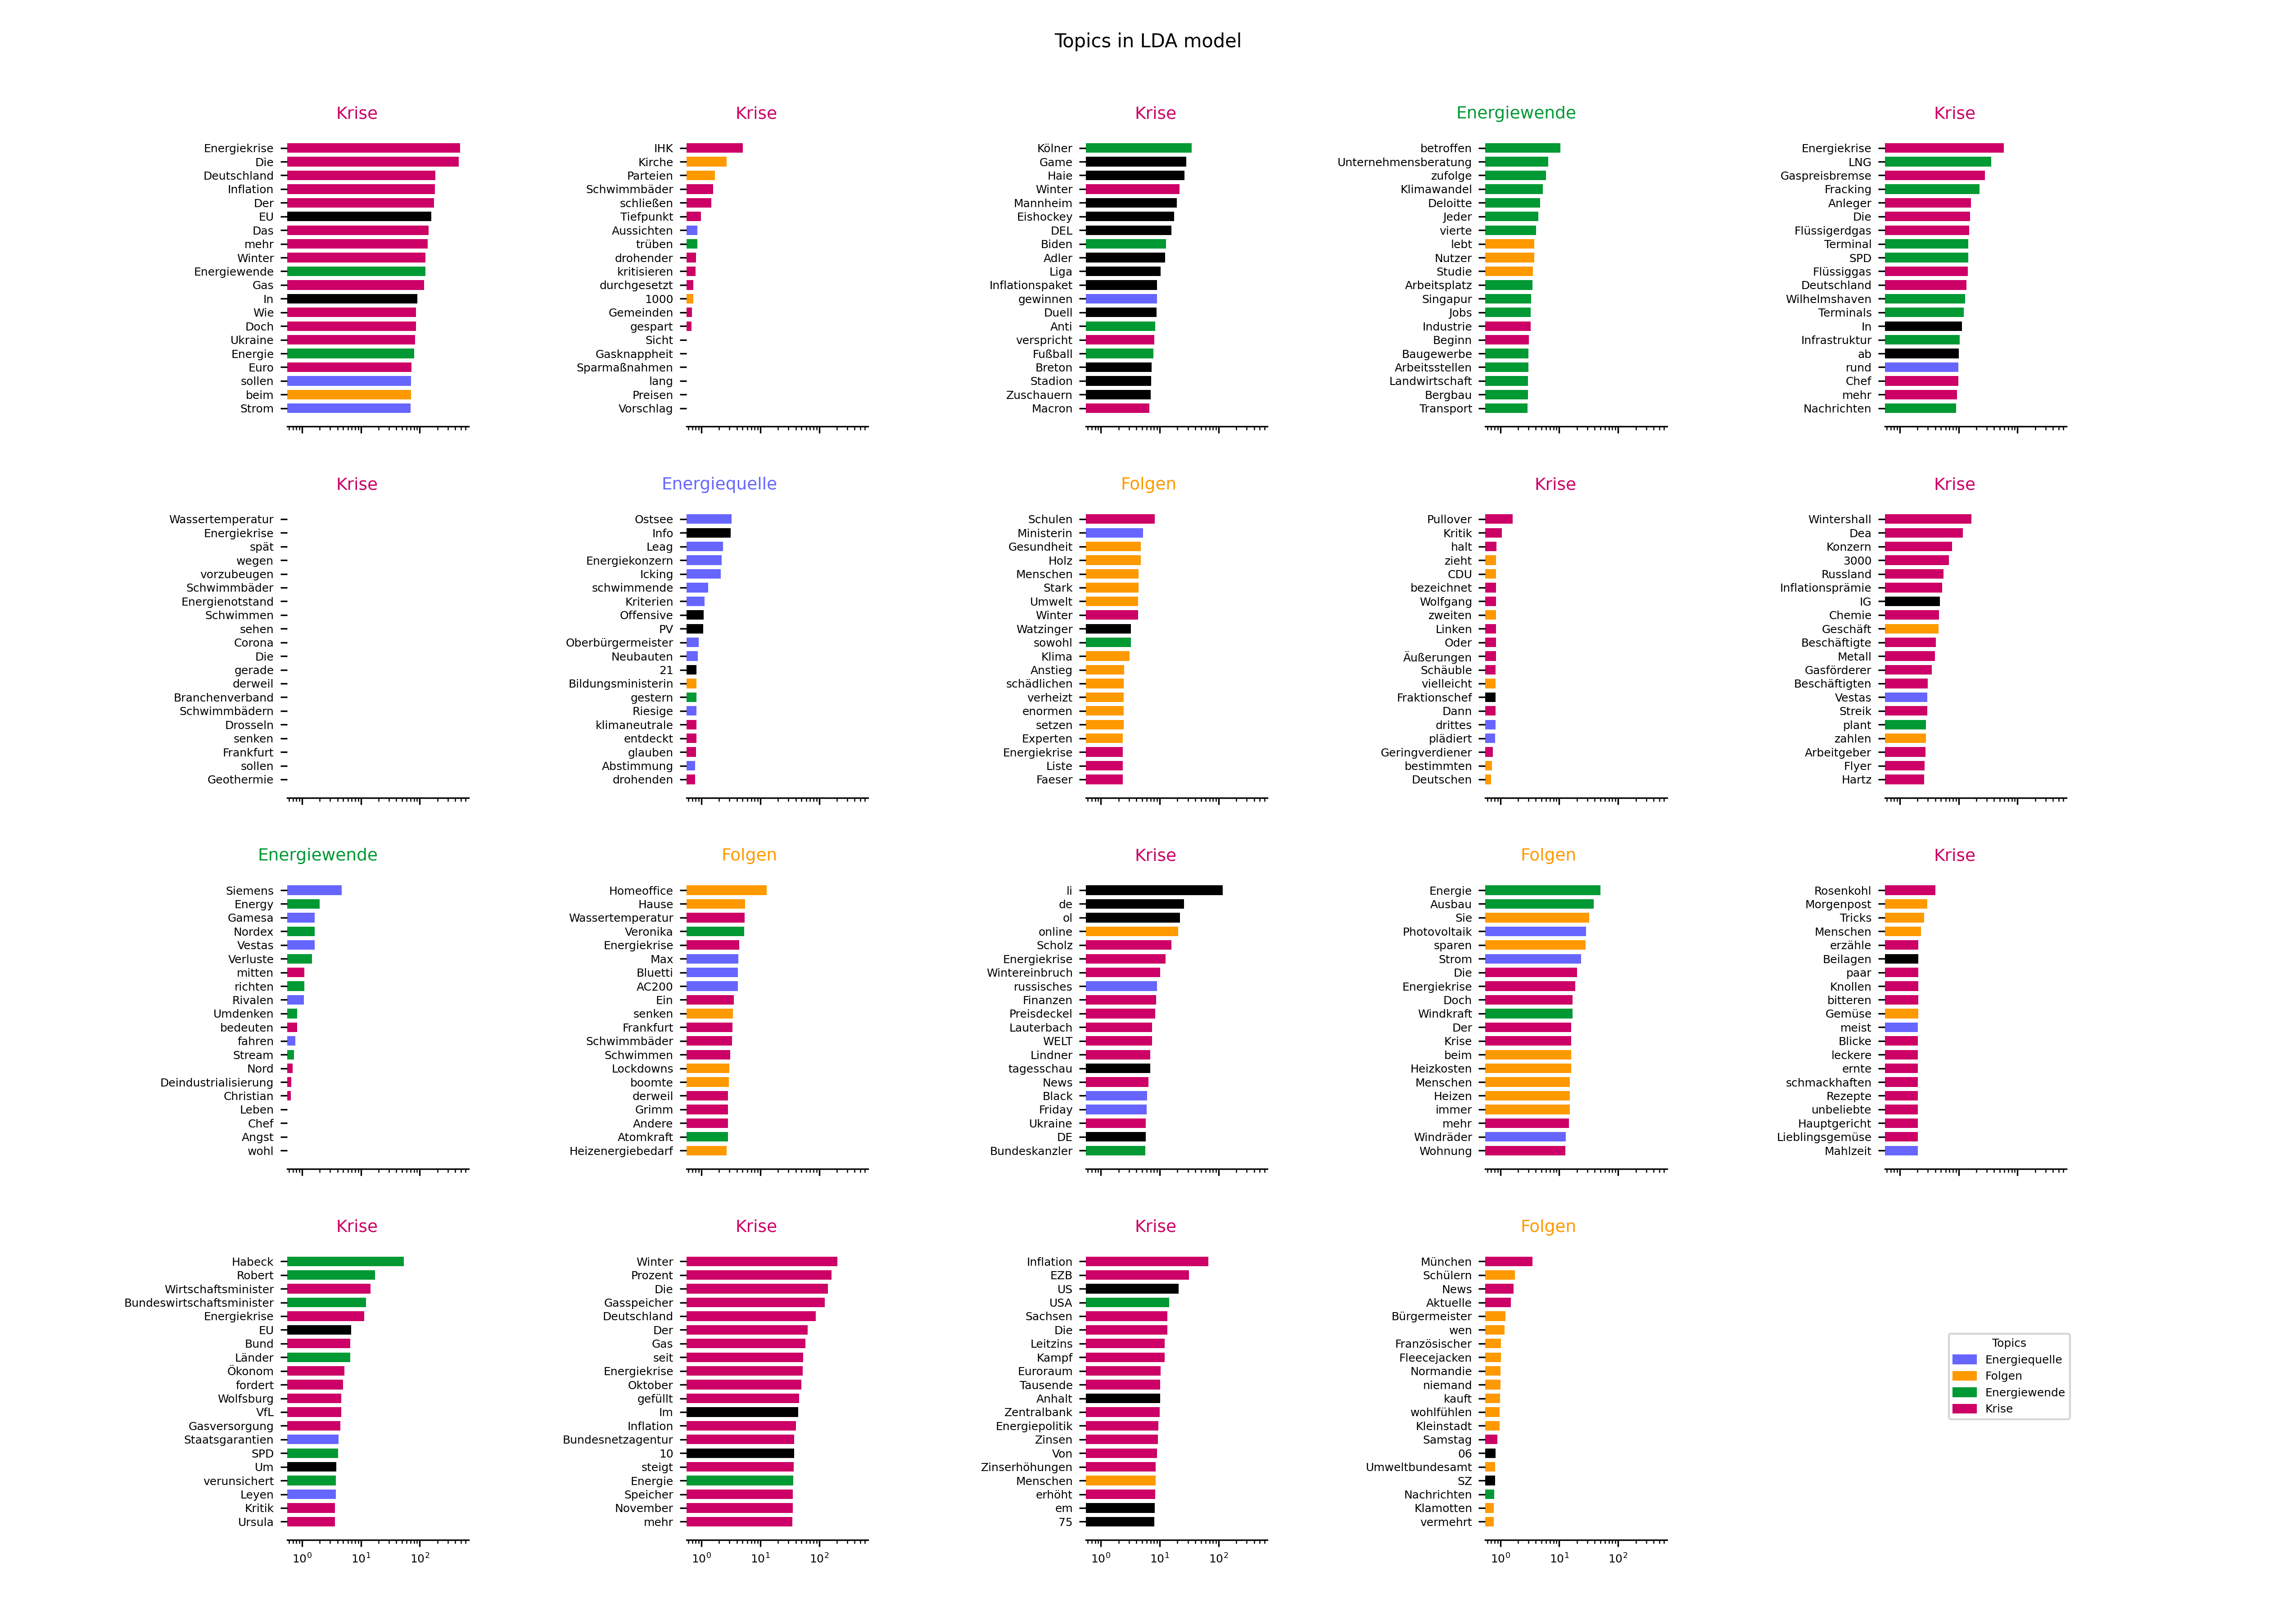 Topics in LDA model
Krise
Energiekrise
Die
Deutschland
Inflation
Der
EU
Das
mehr
Winter
Energiewende
Gas
In
Wie
Doch
Ukraine
Energie
Euro
sollen
beim
Strom
Krise
IHK
Kirche
Parteien
Schwimmbäder
schließen
Tiefpunkt
Aussichten
trüben
drohender
kritisieren
durchgesetzt
1000
Gemeinden
gespart
Sicht
Gasknappheit
Sparmaßnahmen
lang
Preisen
Vorschlag
Krise
Kölner
Game
Haie
Winter
Mannheim
Eishockey
DEL
Biden
Adler
Liga
Inflationspaket
gewinnen
Duell
Anti
verspricht
Fußball
Breton
Stadion
Zuschauern
Macron
Energiewende
betroffen
Unternehmensberatung
zufolge
Klimawandel
Deloitte
Jeder
vierte
lebt
Nutzer
Studie
Arbeitsplatz
Singapur
Jobs
Industrie
Beginn
Baugewerbe
Arbeitsstellen
Landwirtschaft
Bergbau
Transport
Krise
Energiekrise
LNG
Gaspreisbremse
Fracking
Anleger
Die
Flüssigerdgas
Terminal
SPD
Flüssiggas
Deutschland
Wilhelmshaven
Terminals
In
Infrastruktur
ab
rund
Chef
mehr
Nachrichten
Krise
Wassertemperatur
Energiekrise
spät
wegen
vorzubeugen
Schwimmbäder
Energienotstand
Schwimmen
sehen
Corona
Die
gerade
derweil
Branchenverband
Schwimmbädern
Drosseln
senken
Frankfurt
sollen
Geothermie
Energiequelle
Ostsee
Info
Leag
Energiekonzern
Icking
schwimmende
Kriterien
Offensive
PV
Oberbürgermeister
Neubauten
21
Bildungsministerin
gestern
Riesige
klimaneutrale
entdeckt
glauben
Abstimmung
drohenden
Folgen
Schulen
Ministerin
Gesundheit
Holz
Menschen
Stark
Umwelt
Winter
Watzinger
sowohl
Klima
Anstieg
schädlichen
verheizt
enormen
setzen
Experten
Energiekrise
Liste
Faeser
Krise
Pullover
Kritik
halt
zieht
CDU
bezeichnet
Wolfgang
zweiten
Linken
Oder
Äußerungen
Schäuble
vielleicht
Fraktionschef
Dann
drittes
plädiert
Geringverdiener
bestimmten
Deutschen
Krise
Wintershall
Dea
Konzern
3000
Russland
Inflationsprämie
IG
Chemie
Geschäft
Beschäftigte
Metall
Gasförderer
Beschäftigten
Vestas
Streik
plant
zahlen
Arbeitgeber
Flyer
Hartz
Energiewende
Siemens
Energy
Gamesa
Nordex
Vestas
Verluste
mitten
richten
Rivalen
Umdenken
bedeuten
fahren
Stream
Nord
Deindustrialisierung
Christian
Leben
Chef
Angst
wohl
Folgen
Homeoffice
Hause
Wassertemperatur
Veronika
Energiekrise
Max
Bluetti
AC200
Ein
senken
Frankfurt
Schwimmbäder
Schwimmen
Lockdowns
boomte
derweil
Grimm
Andere
Atomkraft
Heizenergiebedarf
Krise
li
de
ol
online
Scholz
Energiekrise
Wintereinbruch
russisches
Finanzen
Preisdeckel
Lauterbach
WELT
Lindner
tagesschau
News
Black
Friday
Ukraine
DE
Bundeskanzler
Folgen
Energie
Ausbau
Sie
Photovoltaik
sparen
Strom
Die
Energiekrise
Doch
Windkraft
Der
Krise
beim
Heizkosten
Menschen
Heizen
immer
mehr
Windräder
Wohnung
Krise
Rosenkohl
Morgenpost
Tricks
Menschen
erzähle
Beilagen
paar
Knollen
bitteren
Gemüse
meist
Blicke
leckere
ernte
schmackhaften
Rezepte
unbeliebte
Hauptgericht
Lieblingsgemüse
Mahlzeit
Krise
Habeck
Robert
Wirtschaftsminister
Bundeswirtschaftsminister
Energiekrise
EU
Bund
Länder
Ökonom
fordert
Wolfsburg
VfL
Gasversorgung
Staatsgarantien
SPD
Um
verunsichert
Leyen
Kritik
Ursula
10⁰ 10¹ 10²
Krise
Winter
Prozent
Die
Gasspeicher
Deutschland
Der
Gas
seit
Energiekrise
Oktober
gefüllt
Im
Inflation
Bundesnetzagentur
10
steigt
Energie
Speicher
November
mehr
10⁰ 10¹ 10²
Krise
Inflation
EZB
US
USA
Sachsen
Die
Leitzins
Kampf
Euroraum
Tausende
Anhalt
Zentralbank
Energiepolitik
Zinsen
Von
Zinserhöhungen
Menschen
erhöht
em
75
10⁰ 10¹ 10²
Folgen
München
Schülern
News
Aktuelle
Bürgermeister
wen
Französischer
Fleecejacken
Normandie
niemand
kauft
wohlfühlen
Kleinstadt
Samstag
06
Umweltbundesamt
SZ
Nachrichten
Klamotten
vermehrt
10⁰ 10¹ 10²
Topics
Energiequelle
Folgen
Energiewende
Krise